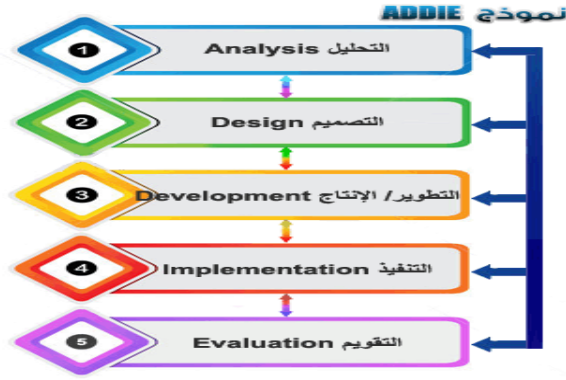 نموذج ADDIE
1 التحليل Analysis
2 التصميم Design
3 التطوير/ الإنتاج Development
4 التنفيذ Implementation
5 التقويم Evaluation